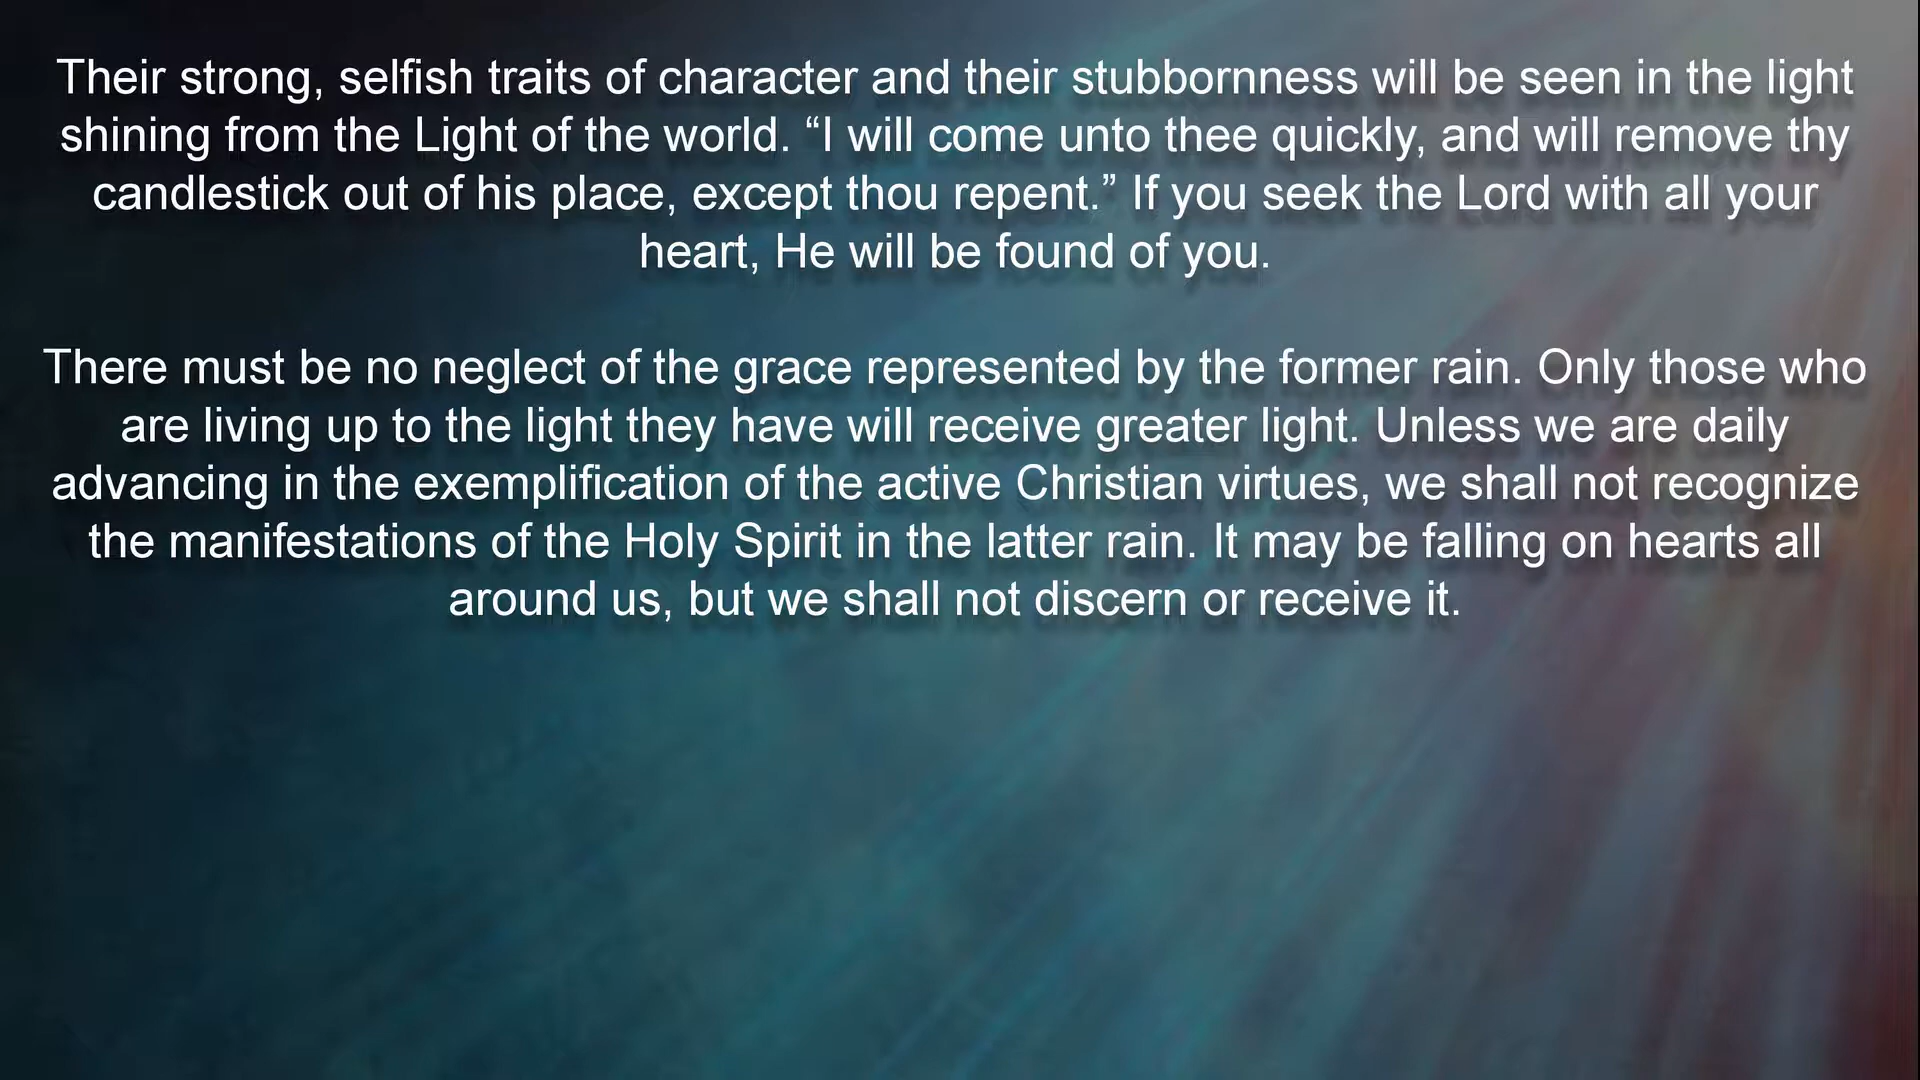 Their strong, selfish traits of character and their stubbornness will be seen in the light
shining from the Light of the world. “I will come unto thee quickly, and will remove thy
candlestick out of his place, except thou repent.” If you seek the Lord with all your
heart, He will be found of you.
There must be no neglect of the grace represented by the former rain. Only those who
are living up to the light they have will receive greater light. Unless we are daily
advancing in the exemplification of the active Christian virtues, we shall not recognize
the manifestations of the Holy Spirit in the latter rain. It may be falling on hearts all
around us, but we shall not discern or receive it.